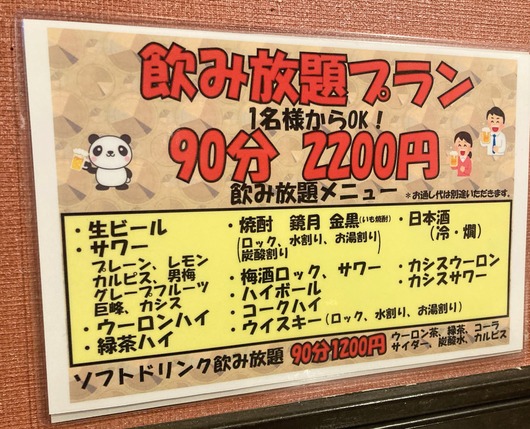 飲み放題プラン
1名様からOK！
90分 2200円
飲み放題メニュー
*お通し代は別途いただきます。
・生ビール
・サワー
プレーン、レモン
カルピス、男梅
グレープフルーツ
巨峰、カシス
・ウーロンハイ
・緑茶ハイ
・焼酎 鏡月 金黒(いも焼酎)
(ロック、水割り、お湯割り)
炭酸割り
・梅酒ロック、サワー
・ハイボール
・コークハイ
・ウイスキー(ロック、水割り、お湯割り)
・日本酒
(冷・燗)
・カシスウーロン
・カシスサワー
ソフトドリンク飲み放題 90分1200円
ウーロン茶、緑茶、コーラ
サイダー、炭酸水、カルピス